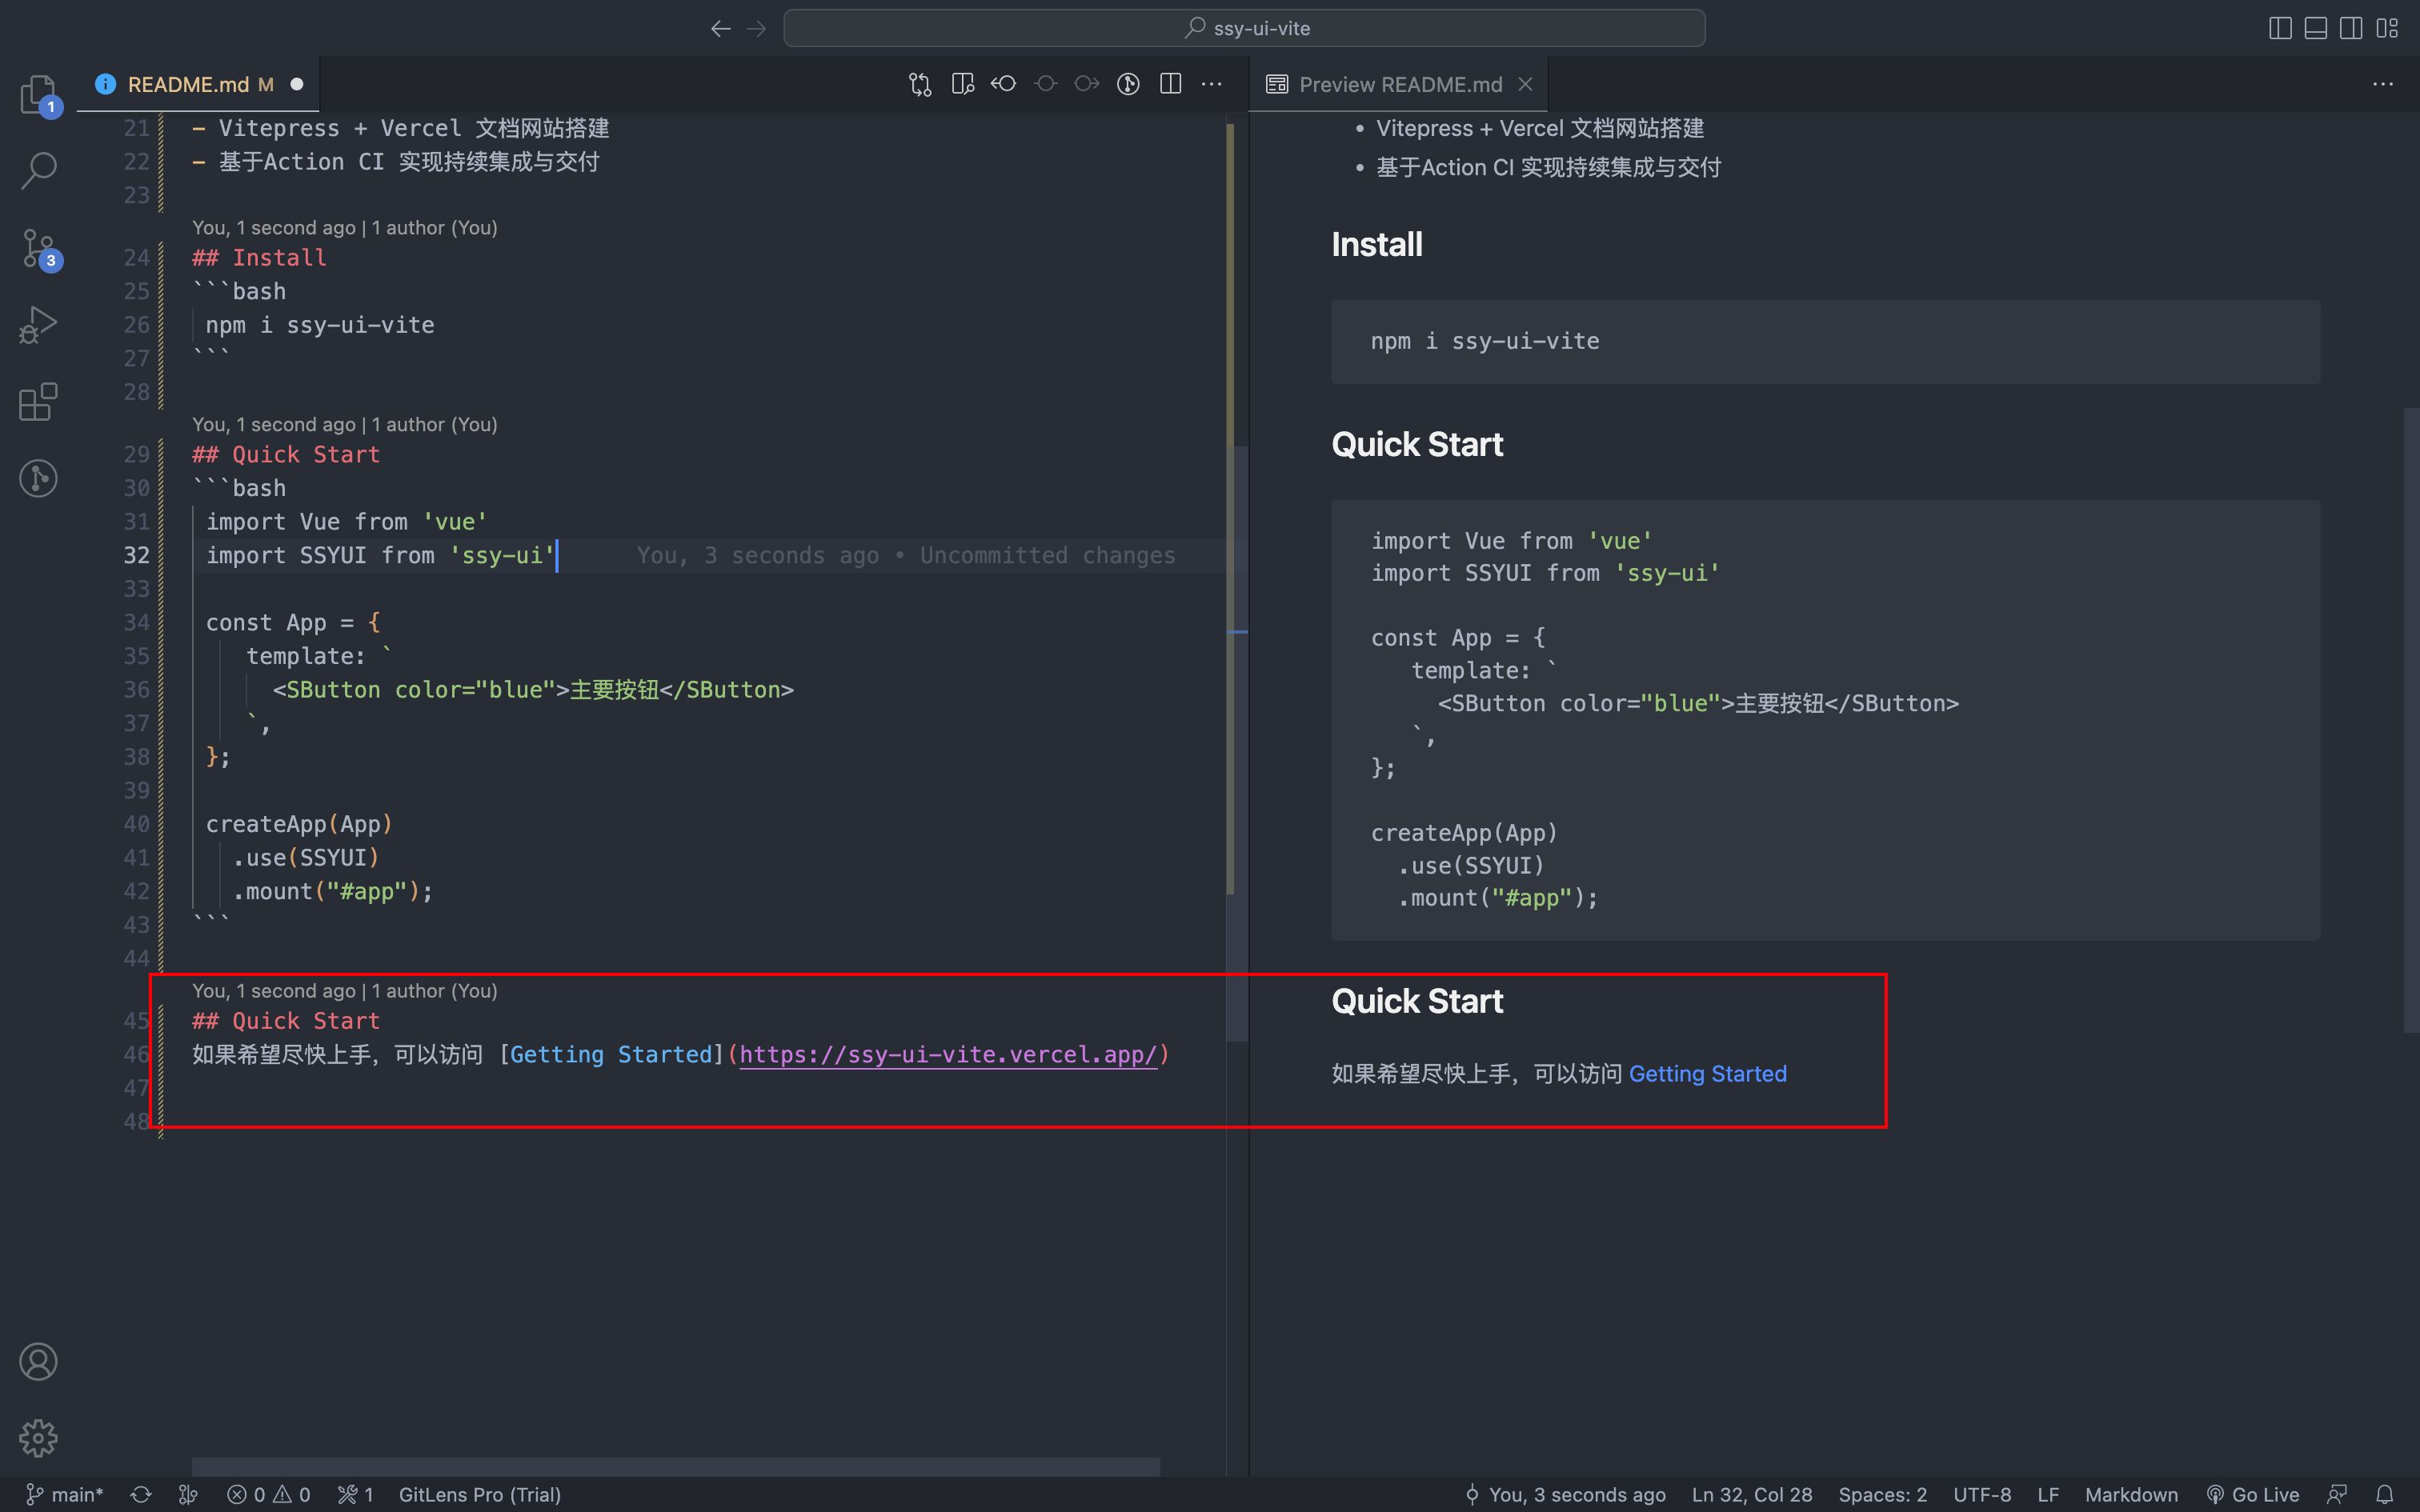 ssy-ui-vite
README.md M
Preview README.md
1
3
21 - Vitepress + Vercel 文档网站搭建
22 - 基于Action CI 实现持续集成与交付
23
You, 1 second ago | 1 author (You)
24 ## Install
25 ```bash
26 npm i ssy-ui-vite
27 ```
28
You, 1 second ago | 1 author (You)
29 ## Quick Start
30 ```bash
31 import Vue from 'vue'
32 import SSYUI from 'ssy-ui' You, 3 seconds ago • Uncommitted changes
33
34 const App = {
35 template: `
36 <SButton color="blue">主要按钮</SButton>
37 `,
38 };
39
40 createApp(App)
41 .use(SSYUI)
42 .mount("#app");
43 ```
44
You, 1 second ago | 1 author (You)
45 ## Quick Start
46 如果希望尽快上手，可以访问 [Getting Started](https://ssy-ui-vite.vercel.app/)
47
48
• Vitepress + Vercel 文档网站搭建
• 基于Action CI 实现持续集成与交付
Install
npm i ssy-ui-vite
Quick Start
import Vue from 'vue'
import SSYUI from 'ssy-ui'
const App = {
template: `
<SButton color="blue">主要按钮</SButton>
`,
};
createApp(App)
.use(SSYUI)
.mount("#app");
Quick Start
如果希望尽快上手，可以访问 Getting Started
main* 0 0 1 GitLens Pro (Trial) You, 3 seconds ago Ln 32, Col 28 Spaces: 2 UTF-8 LF Markdown Go Live